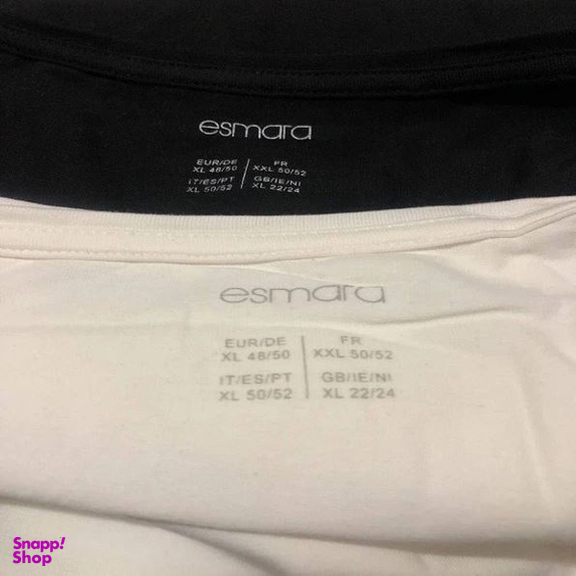 esmara
EUR/DE FR
XL 48/50 XXL 50/52
IT/ES/PT GB/IE/NI
XL 50/52 XL 22/24
esmara
EUR/DE FR
XL 48/50 XXL 50/52
IT/ES/PT GB/IE/NI
XL 50/52 XL 22/24
Snapp!
Shop